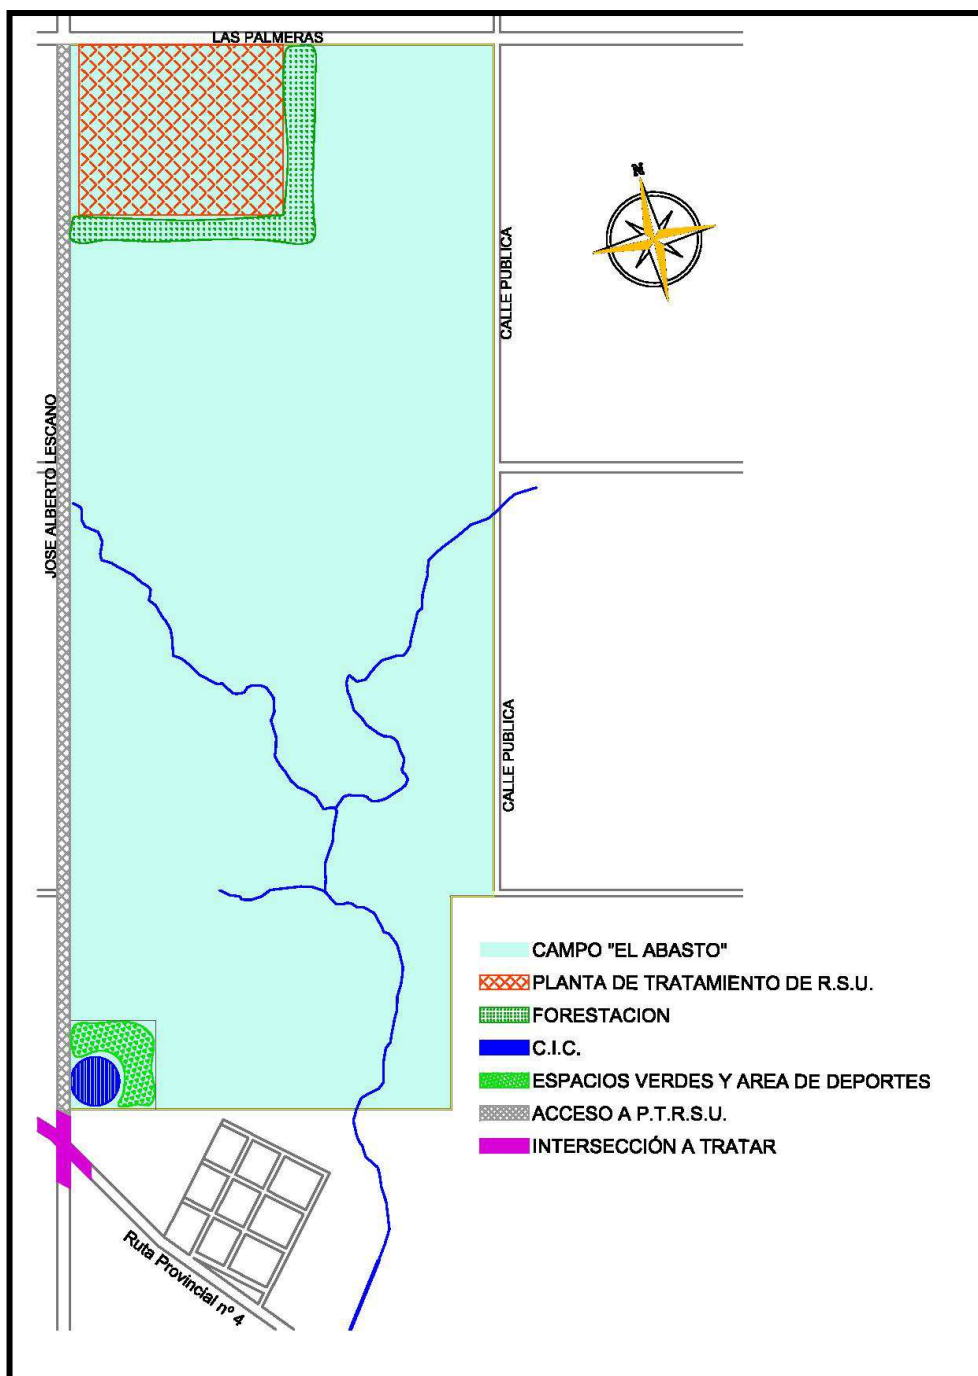 LAS PALMERAS
N
CALLE PUBLICA
JOSE ALBERTO LESCANO
CALLE PUBLICA
CAMPO "EL ABASTO"
PLANTA DE TRATAMIENTO DE R.S.U.
FORESTACION
C.I.C.
ESPACIOS VERDES Y AREA DE DEPORTES
ACCESO A P.T.R.S.U.
INTERSECCIÓN A TRATAR
Ruta Provincial nº 4